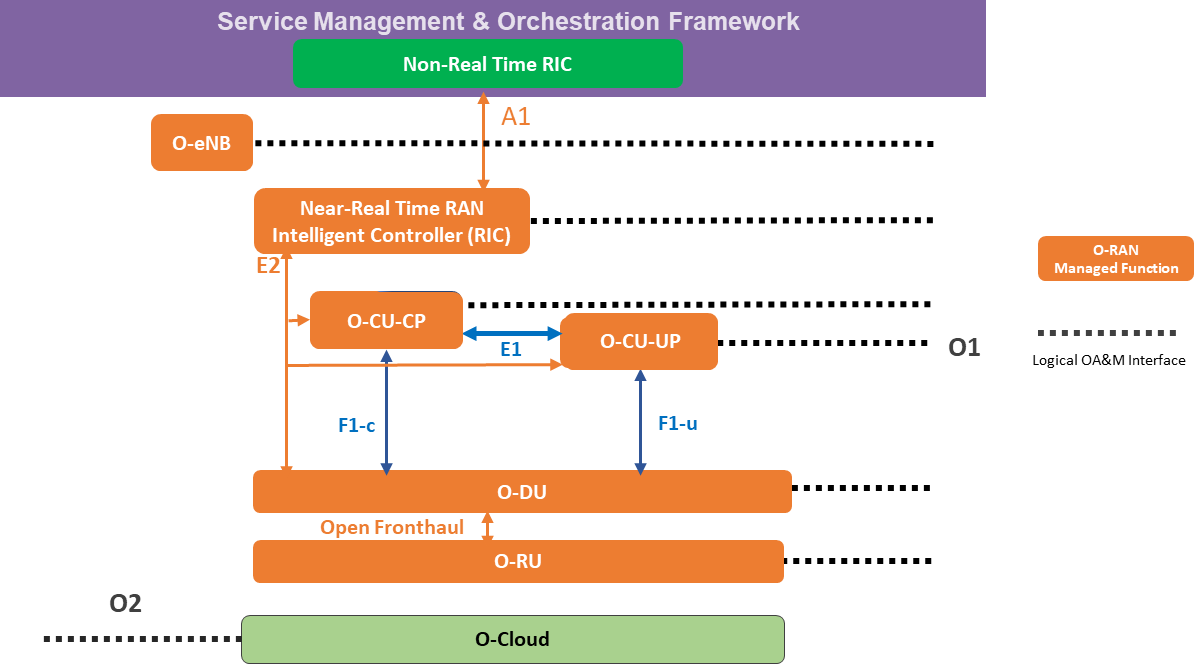 Service Management & Orchestration Framework
Non-Real Time RIC
A1
O-eNB
Near-Real Time RAN
Intelligent Controller (RIC)
E2
O-RAN
Managed Function
O-CU-CP
E1
O-CU-UP
O1
Logical OA&M Interface
F1-c
F1-u
O-DU
Open Fronthaul
O-RU
O2
O-Cloud